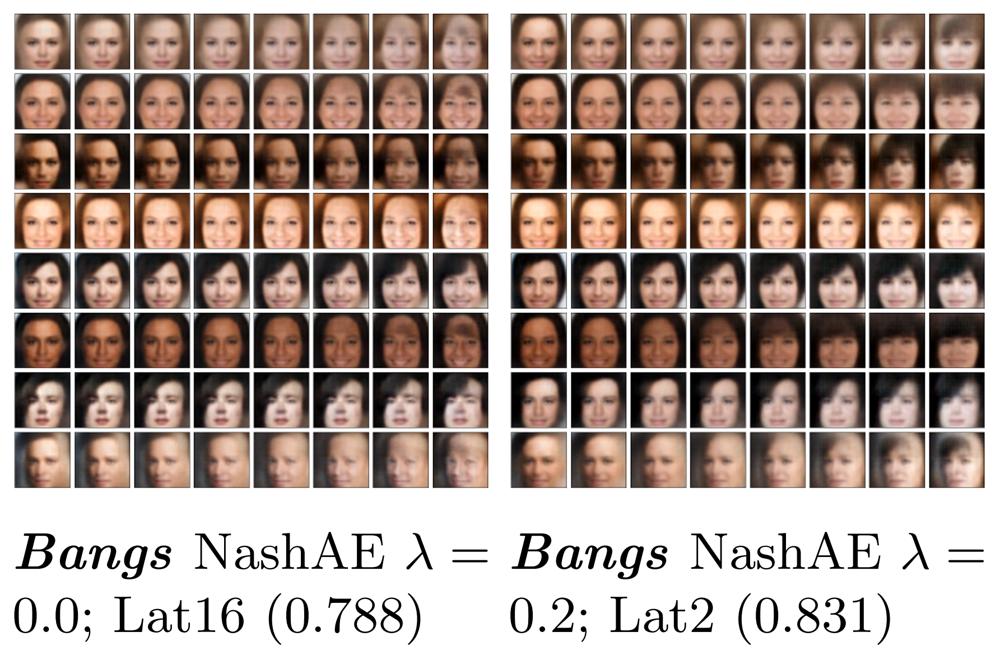 Bangs NashAE λ =
0.0; Lat16 (0.788)
Bangs NashAE λ =
0.2; Lat2 (0.831)